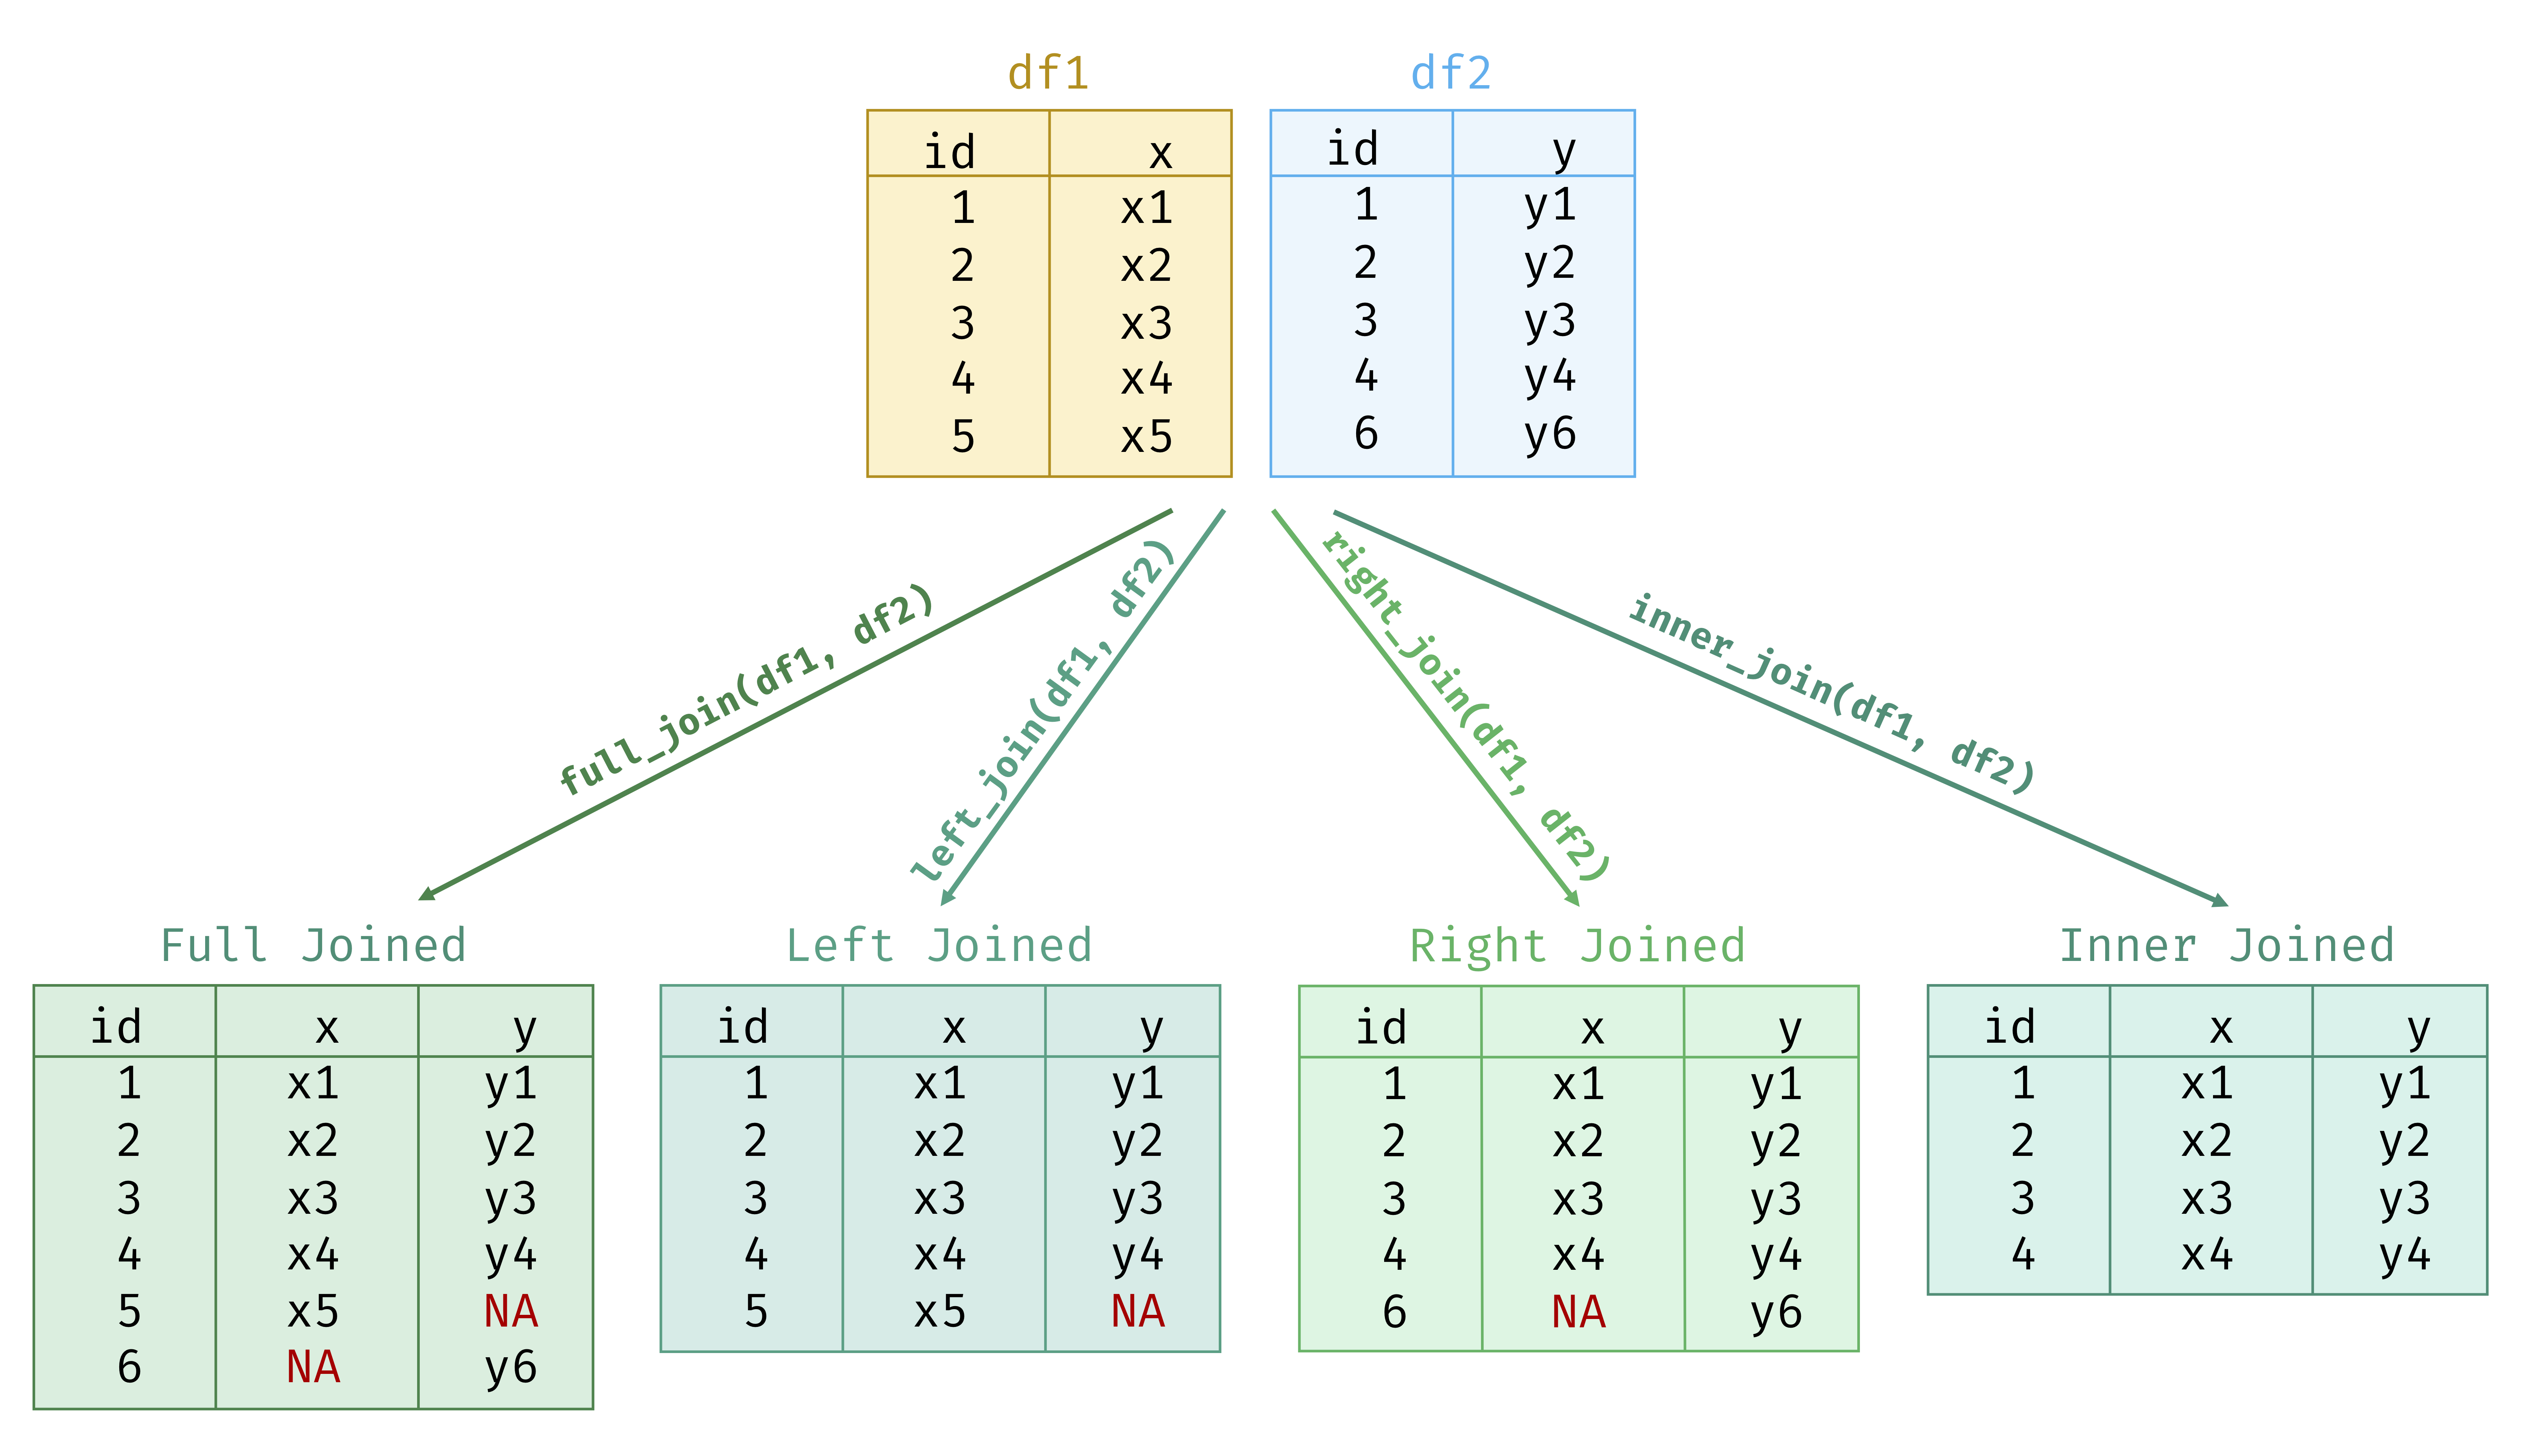 df1 df2
id x id y
1 x1 1 y1
2 x2 2 y2
3 x3 3 y3
4 x4 4 y4
5 x5 6 y6
full_join(df1, df2)
left_join(df1, df2)
right_join(df1, df2)
inner_join(df1, df2)
Full Joined
id x y
1 x1 y1
2 x2 y2
3 x3 y3
4 x4 y4
5 x5 NA
6 NA y6
Left Joined
id x y
1 x1 y1
2 x2 y2
3 x3 y3
4 x4 y4
5 x5 NA
Right Joined
id x y
1 x1 y1
2 x2 y2
3 x3 y3
4 x4 y4
6 NA y6
Inner Joined
id x y
1 x1 y1
2 x2 y2
3 x3 y3
4 x4 y4